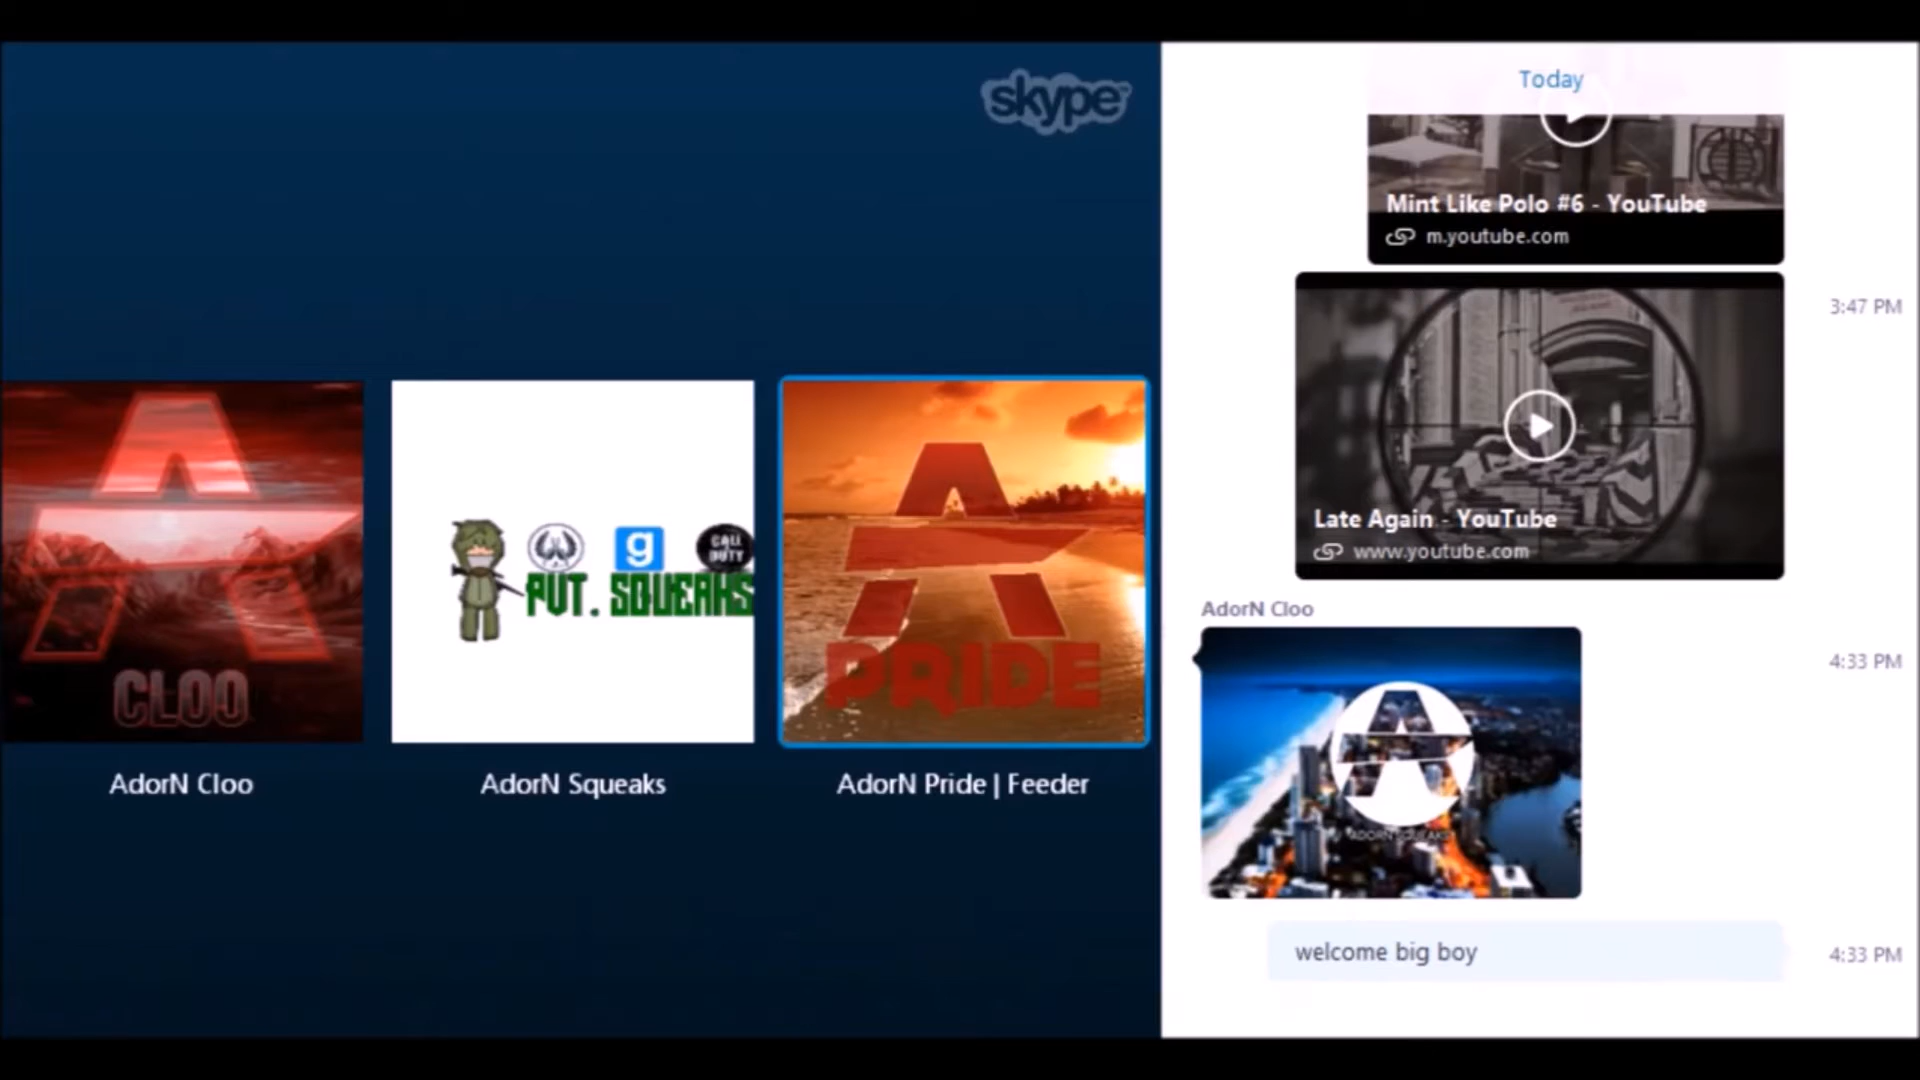 skype
CLOO
AdorN Cloo
CALL
DUTY
g
PVT. SQUEAKS
AdorN Squeaks
PRIDE
AdorN Pride | Feeder
Today
Mint Like Polo #6 - YouTube
m.youtube.com
3:47 PM
Late Again - YouTube
www.youtube.com
AdorN Cloo
4:33 PM
ADORN SQUEAKS
welcome big boy
4:33 PM